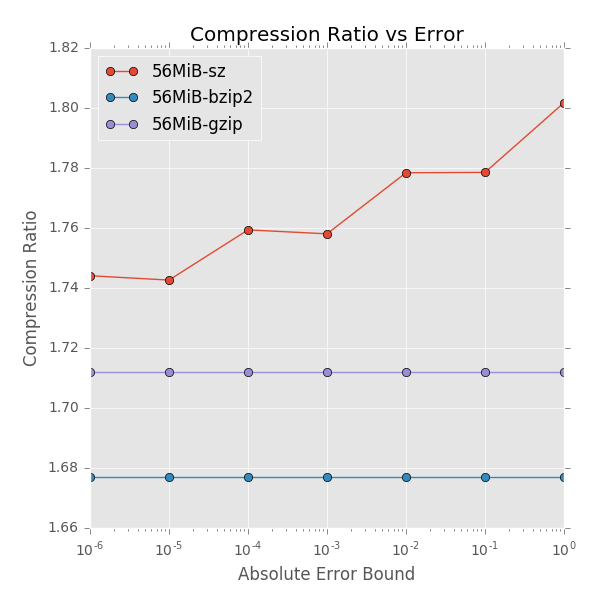 Compression Ratio vs Error
56MiB-sz
56MiB-bzip2
56MiB-gzip
Compression Ratio
1.82
1.80
1.78
1.76
1.74
1.72
1.70
1.68
1.66
10^-6 10^-5 10^-4 10^-3 10^-2 10^-1 10^0
Absolute Error Bound